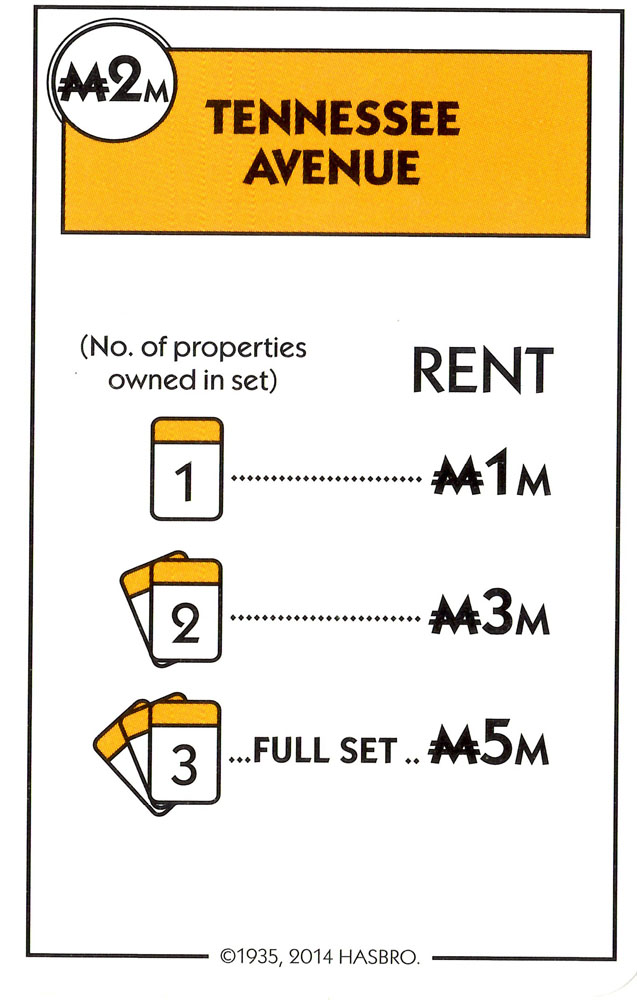 ₩2M
TENNESSEE
AVENUE
(No. of properties
owned in set)
RENT
1 ₩1M
2 ₩3M
3 ...FULL SET .. ₩5M
©1935, 2014 HASBRO.